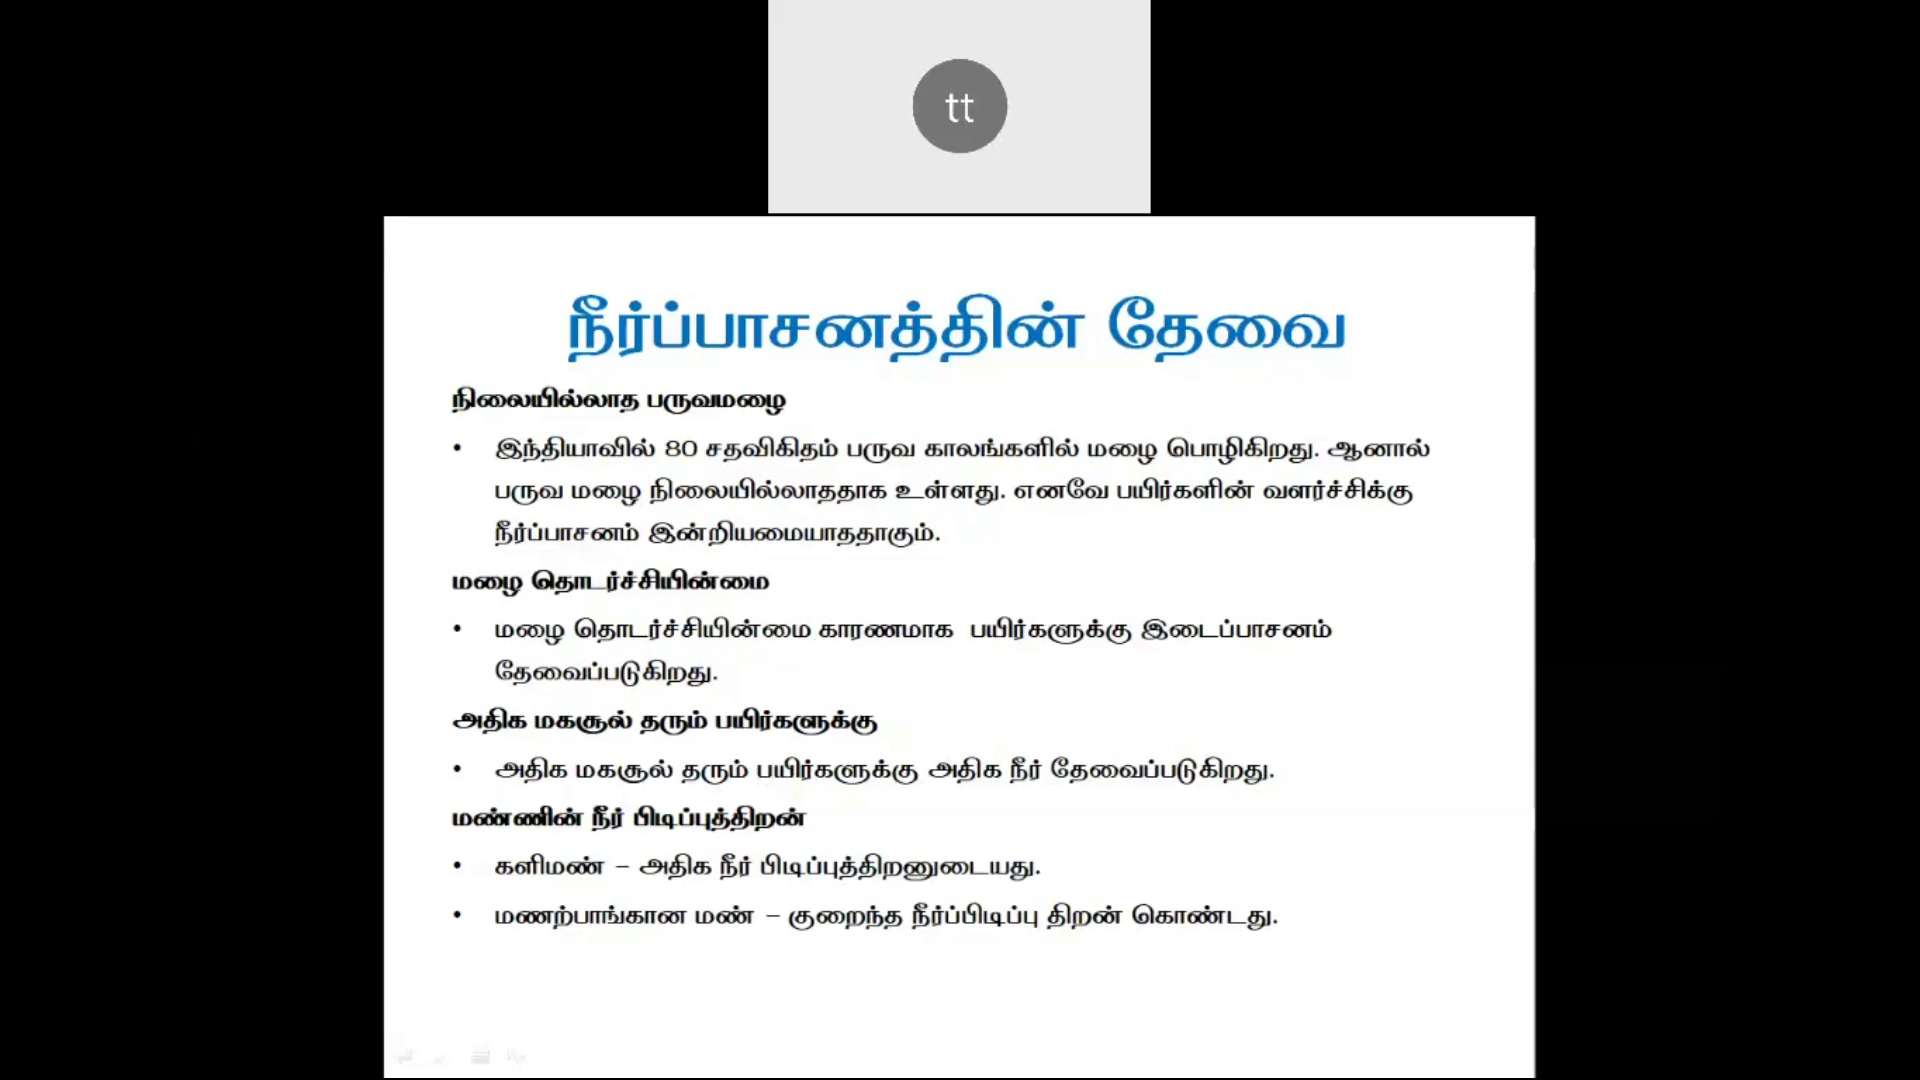 tt
நீர்ப்பாசனத்தின் தேவை
நிலையில்லாத பருவமழை
• இந்தியாவில் 80 சதவிகிதம் பருவ காலங்களில் மழை பொழிகிறது. ஆனால்
பருவ மழை நிலையில்லாததாக உள்ளது. எனவே பயிர்களின் வளர்ச்சிக்கு
நீர்ப்பாசனம் இன்றியமையாததாகும்.
மழை தொடர்ச்சியின்மை
• மழை தொடர்ச்சியின்மை காரணமாக பயிர்களுக்கு இடைப்பாசனம்
தேவைப்படுகிறது.
அதிக மகசூல் தரும் பயிர்களுக்கு
• அதிக மகசூல் தரும் பயிர்களுக்கு அதிக நீர் தேவைப்படுகிறது.
மண்ணின் நீர் பிடிப்புத்திறன்
• களிமண் – அதிக நீர் பிடிப்புத்திறனுடையது.
• மணற்பாங்கான மண் – குறைந்த நீர்ப்பிடிப்பு திறன் கொண்டது.